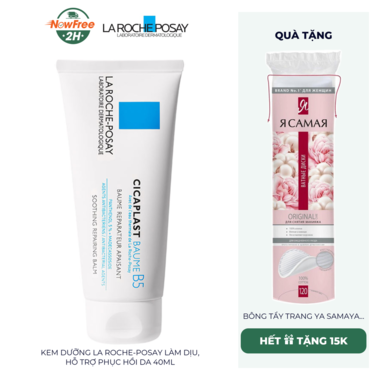 NowFree
2H
LA ROCHE-POSAY
LABORATOIRE DERMATOLOGIQUE
LA ROCHE-POSAY
LABORATOIRE DERMATOLOGIQUE
CICAPLAST BAUME B5
BAUME REPARATEUR APAISANT
SOOTHING REPAIRING BALM
QUÀ TẶNG
Я САМАЯ
ВАТНЫЕ ДИСКИ
ORIGINAL!
120
BÔNG TẨY TRANG YA SAMAYA...
HẾT TẶNG 15K
KEM DƯỠNG LA ROCHE-POSAY LÀM DỊU,
HỖ TRỢ PHỤC HỒI DA 40ML